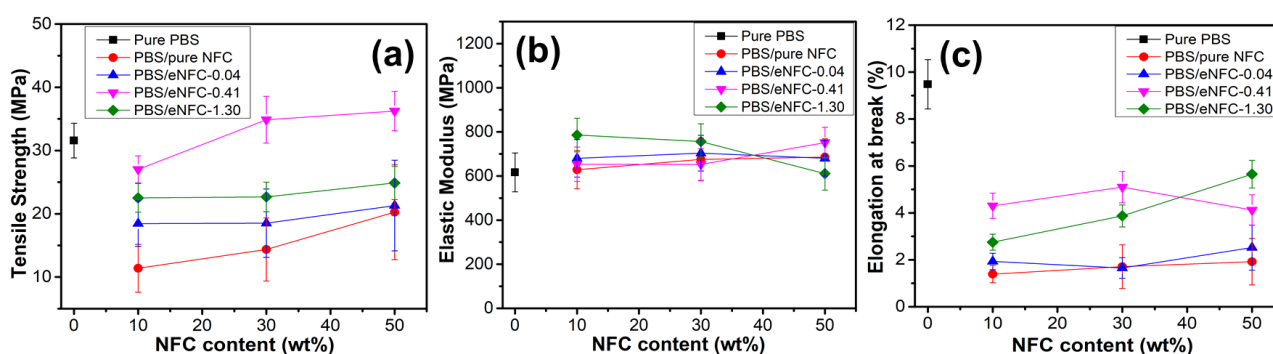 (a)
Tensile Strength (MPa)
50
40
30
20
10
Pure PBS
PBS/pure NFC
PBS/eNFC-0.04
PBS/eNFC-0.41
PBS/eNFC-1.30
0 10 20 30 40 50
NFC content (wt%)
(b)
Elastic Modulus (MPa)
1200
1000
800
600
400
200
0
Pure PBS
PBS/pure NFC
PBS/eNFC-0.04
PBS/eNFC-0.41
PBS/eNFC-1.30
0 10 20 30 40 50
NFC content (wt%)
(c)
Elongation at break (%)
12
10
8
6
4
2
0
Pure PBS
PBS/pure NFC
PBS/eNFC-0.04
PBS/eNFC-0.41
PBS/eNFC-1.30
0 10 20 30 40 50
NFC content (wt%)